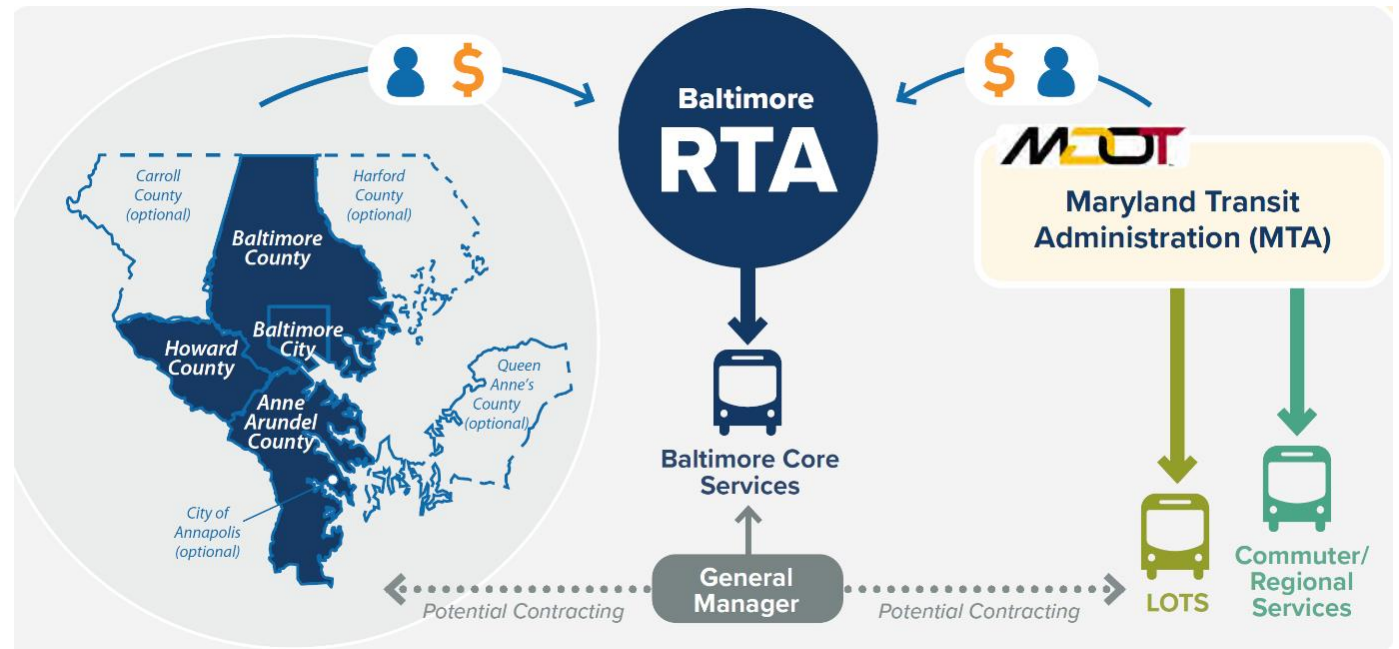 $
Baltimore
RTA
$
MDOT
Maryland Transit
Administration (MTA)
Carroll
County
(optional)
Harford
County
(optional)
Baltimore
County
Baltimore
City
Howard
County
Anne
Arundel
County
Queen
Anne's
County
(optional)
City of
Annapolis
(optional)
Baltimore Core
Services
General
Manager
Potential Contracting
Potential Contracting
LOTS
Commuter/
Regional
Services